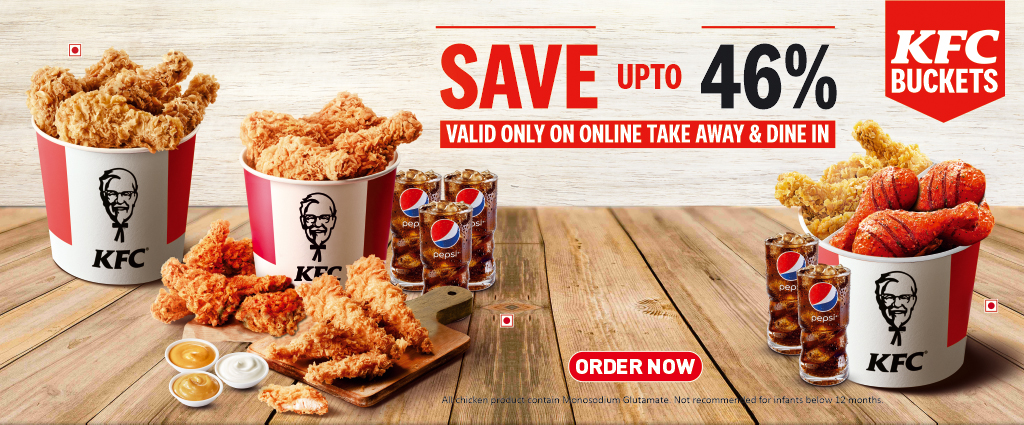 SAVE UPTO 46%
VALID ONLY ON ONLINE TAKE AWAY & DINE IN
KFC
BUCKETS
KFC
KFC
pepsi
pepsi
pepsi
pepsi
KFC
ORDER NOW
All chicken product contain Monosodium Glutamate. Not recommended for infants below 12 months.